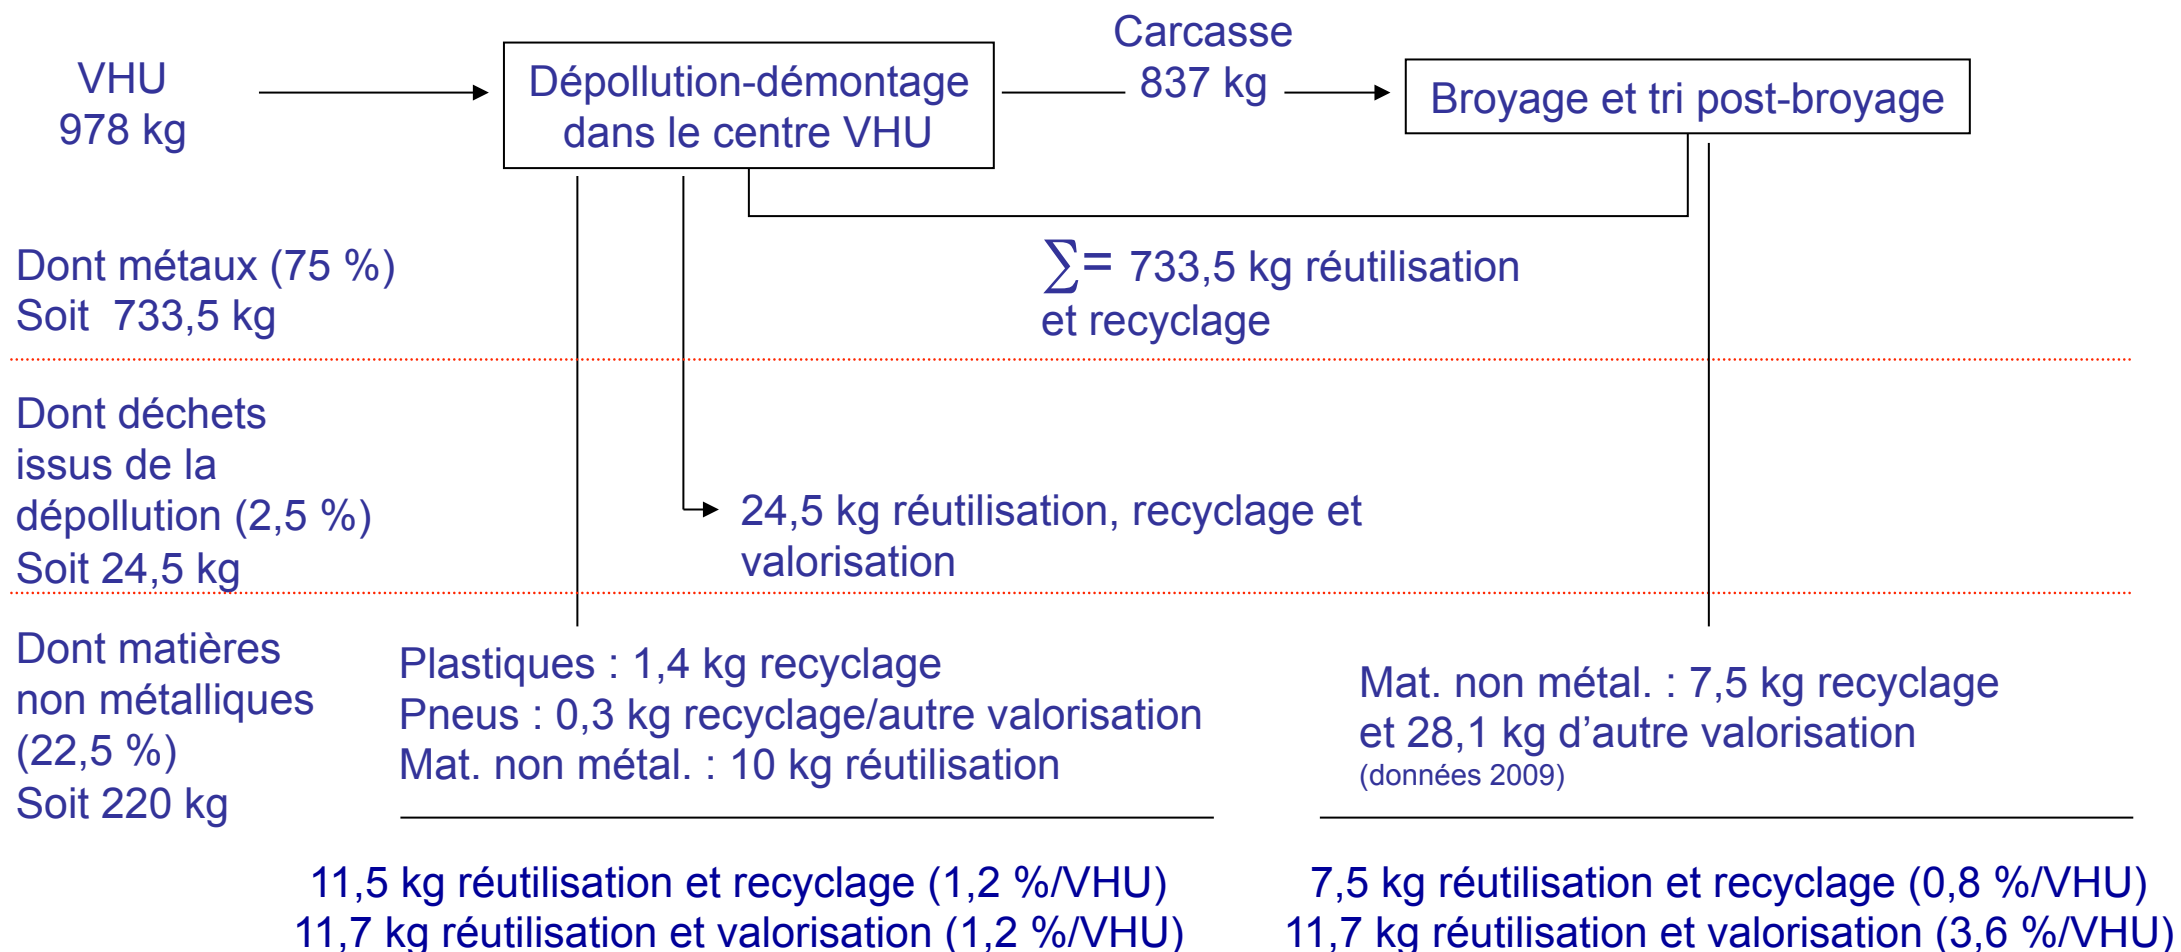 VHU
978 kg
Dépollution-démontage
dans le centre VHU
Carcasse
837 kg
Broyage et tri post-broyage
Dont métaux (75 %)
Soit 733,5 kg
∑= 733,5 kg réutilisation
et recyclage
Dont déchets
issus de la
dépollution (2,5 %)
Soit 24,5 kg
24,5 kg réutilisation, recyclage et
valorisation
Dont matières
non métalliques
(22,5 %)
Soit 220 kg
Plastiques : 1,4 kg recyclage
Pneus : 0,3 kg recyclage/autre valorisation
Mat. non métal. : 10 kg réutilisation
Mat. non métal. : 7,5 kg recyclage
et 28,1 kg d’autre valorisation
(données 2009)
11,5 kg réutilisation et recyclage (1,2 %/VHU)
11,7 kg réutilisation et valorisation (1,2 %/VHU)
7,5 kg réutilisation et recyclage (0,8 %/VHU)
11,7 kg réutilisation et valorisation (3,6 %/VHU)